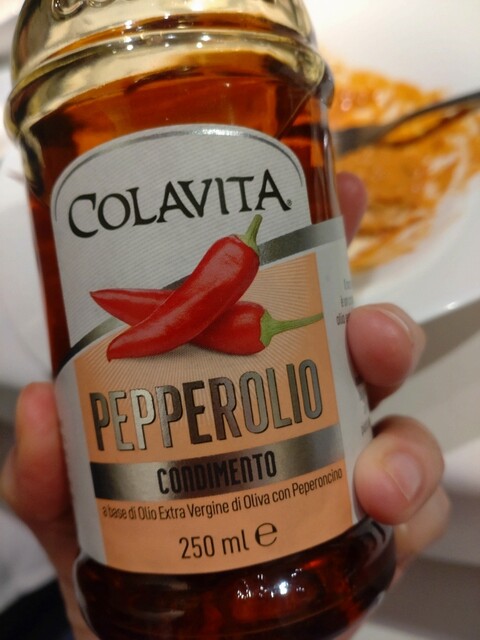 COLAVITA®
PEPPEROLIO
CONDIMENTO
a base di Olio Extra Vergine di Oliva con Peperoncino
250 ml ℮